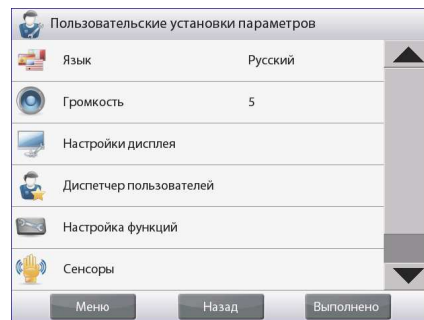 Пользовательские установки параметров
Язык Русский
Громкость 5
Настройки дисплея
Диспетчер пользователей
Настройка функций
Сенсоры
Меню Назад Выполнено